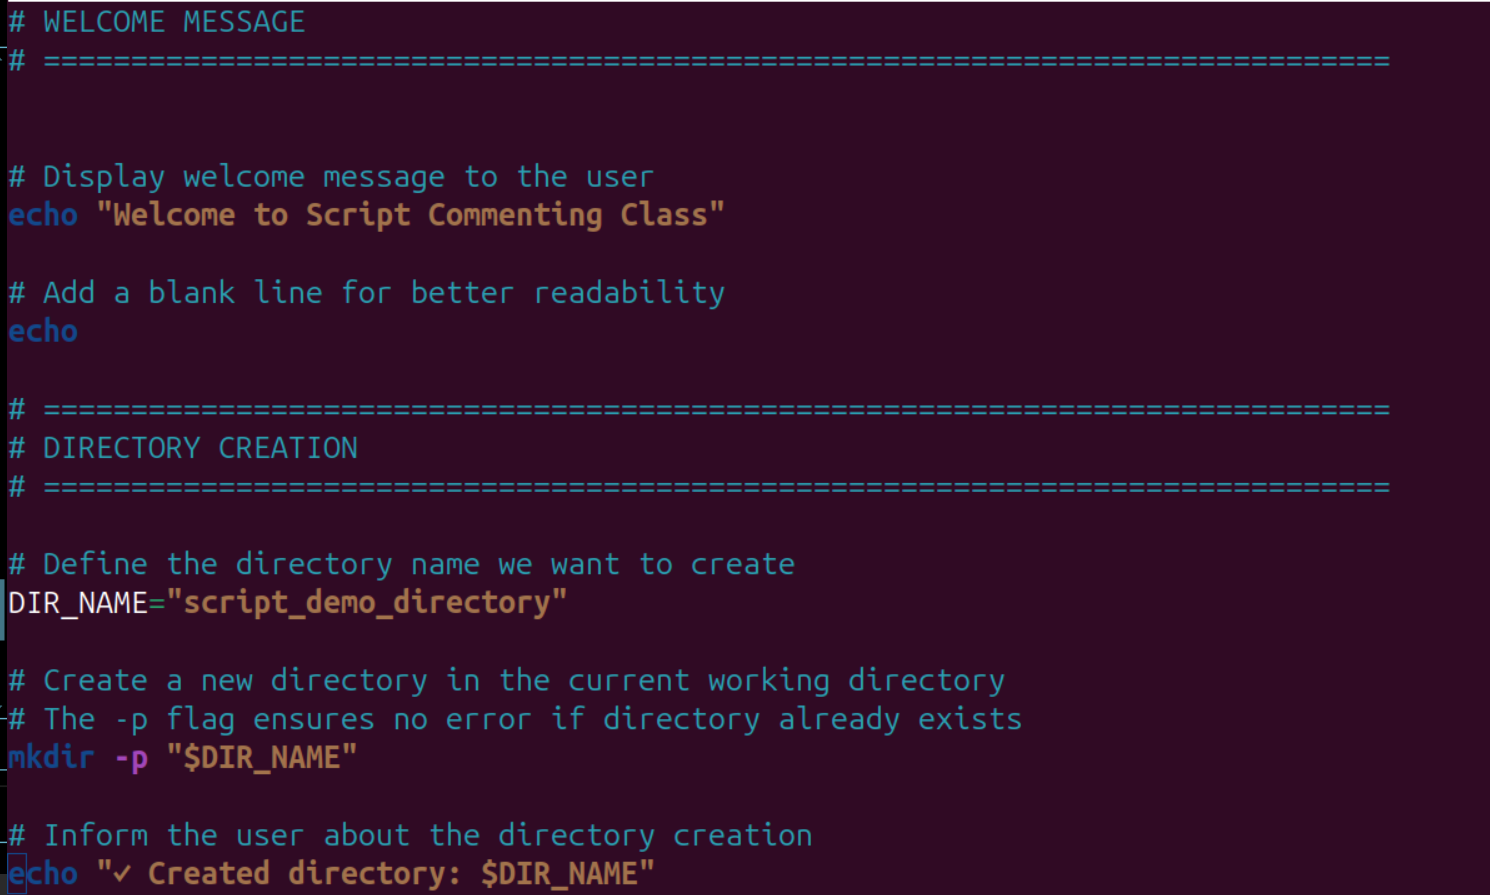 # WELCOME MESSAGE
# =============================================================================
# Display welcome message to the user
echo "Welcome to Script Commenting Class"
# Add a blank line for better readability
echo
# =============================================================================
# DIRECTORY CREATION
# =============================================================================
# Define the directory name we want to create
DIR_NAME="script_demo_directory"
# Create a new directory in the current working directory
# The -p flag ensures no error if directory already exists
mkdir -p "$DIR_NAME"
# Inform the user about the directory creation
echo "✓ Created directory: $DIR_NAME"